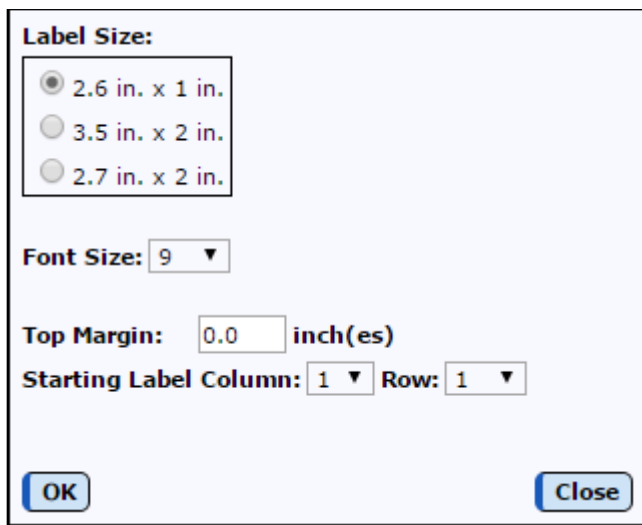 Label Size:
2.6 in. x 1 in.
3.5 in. x 2 in.
2.7 in. x 2 in.
Font Size: 9
Top Margin: 0.0 inch(es)
Starting Label Column: 1 Row: 1
OK Close